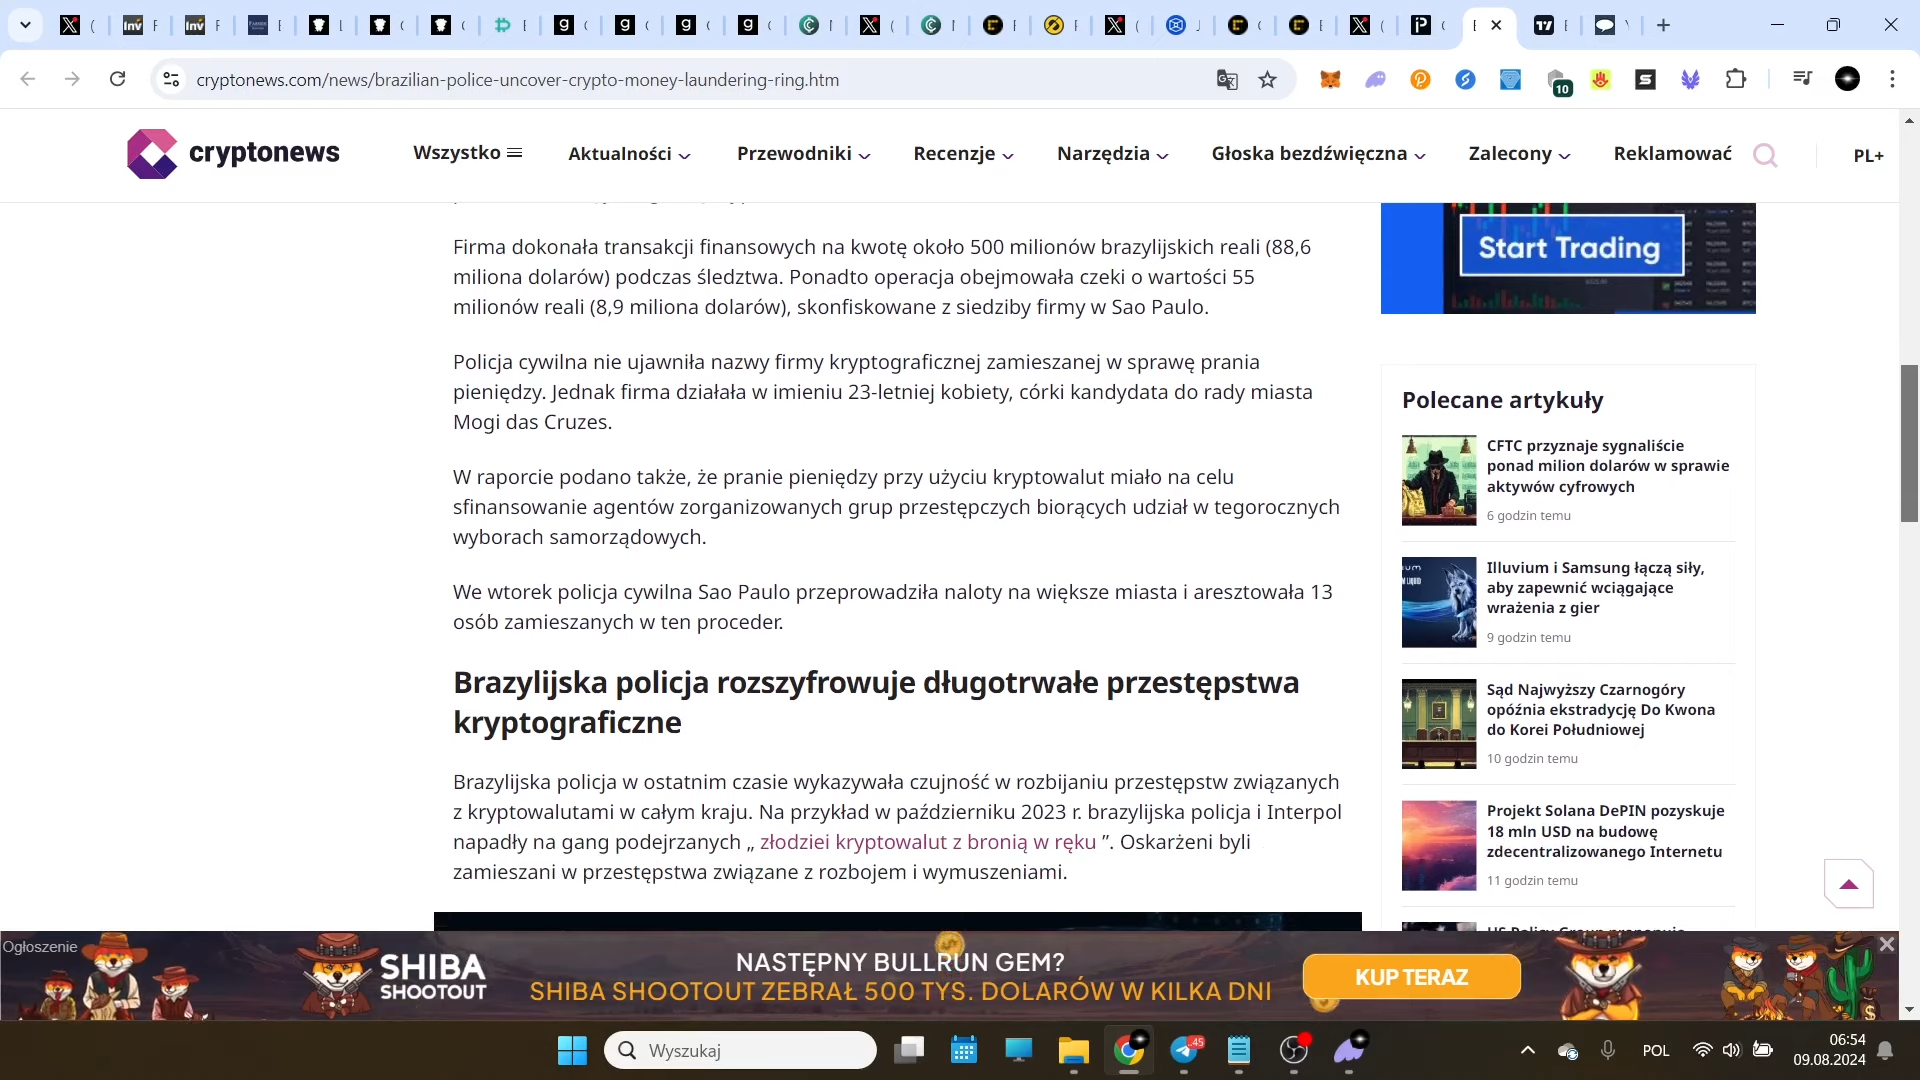 cryptonews.com/news/brazilian-police-uncover-crypto-money-laundering-ring.htm
10
cryptonews
Wszystko
Aktualności
Przewodniki
Recenzje
Narzędzia
Głoska bezdźwięczna
Zalecony
Reklamować
PL+
Firma dokonała transakcji finansowych na kwotę około 500 milionów brazylijskich reali (88,6
miliona dolarów) podczas śledztwa. Ponadto operacja obejmowała czeki o wartości 55
milionów reali (8,9 miliona dolarów), skonfiskowane z siedziby firmy w Sao Paulo.
Policja cywilna nie ujawniła nazwy firmy kryptograficznej zamieszanej w sprawę prania
pieniędzy. Jednak firma działała w imieniu 23-letniej kobiety, córki kandydata do rady miasta
Mogi das Cruzes.
W raporcie podano także, że pranie pieniędzy przy użyciu kryptowalut miało na celu
sfinansowanie agentów zorganizowanych grup przestępczych biorących udział w tegorocznych
wyborach samorządowych.
We wtorek policja cywilna Sao Paulo przeprowadziła naloty na większe miasta i aresztowała 13
osób zamieszanych w ten proceder.
Brazylijska policja rozszyfrowuje długotrwałe przestępstwa
kryptograficzne
Brazylijska policja w ostatnim czasie wykazywała czujność w rozbijaniu przestępstw związanych
z kryptowalutami w całym kraju. Na przykład w październiku 2023 r. brazylijska policja i Interpol
napadły na gang podejrzanych „ złodziei kryptowalut z bronią w ręku ”. Oskarżeni byli
zamieszani w przestępstwa związane z rozbojem i wymuszeniami.
Start Trading
Polecane artykuły
CFTC przyznaje sygnaliście
ponad milion dolarów w sprawie
aktywów cyfrowych
6 godzin temu
Illuvium i Samsung łączą siły,
aby zapewnić wciągające
wrażenia z gier
9 godzin temu
Sąd Najwyższy Czarnogóry
opóźnia ekstradycję Do Kwona
do Korei Południowej
10 godzin temu
Projekt Solana DePIN pozyskuje
18 mln USD na budowę
zdecentralizowanego Internetu
11 godzin temu
Ogłoszenie
SHIBA
SHOOTOUT
NASTĘPNY BULLRUN GEM?
SHIBA SHOOTOUT ZEBRAŁ 500 TYS. DOLARÓW W KILKA DNI
KUP TERAZ
Wyszukaj
45
POL
06:54
09.08.2024